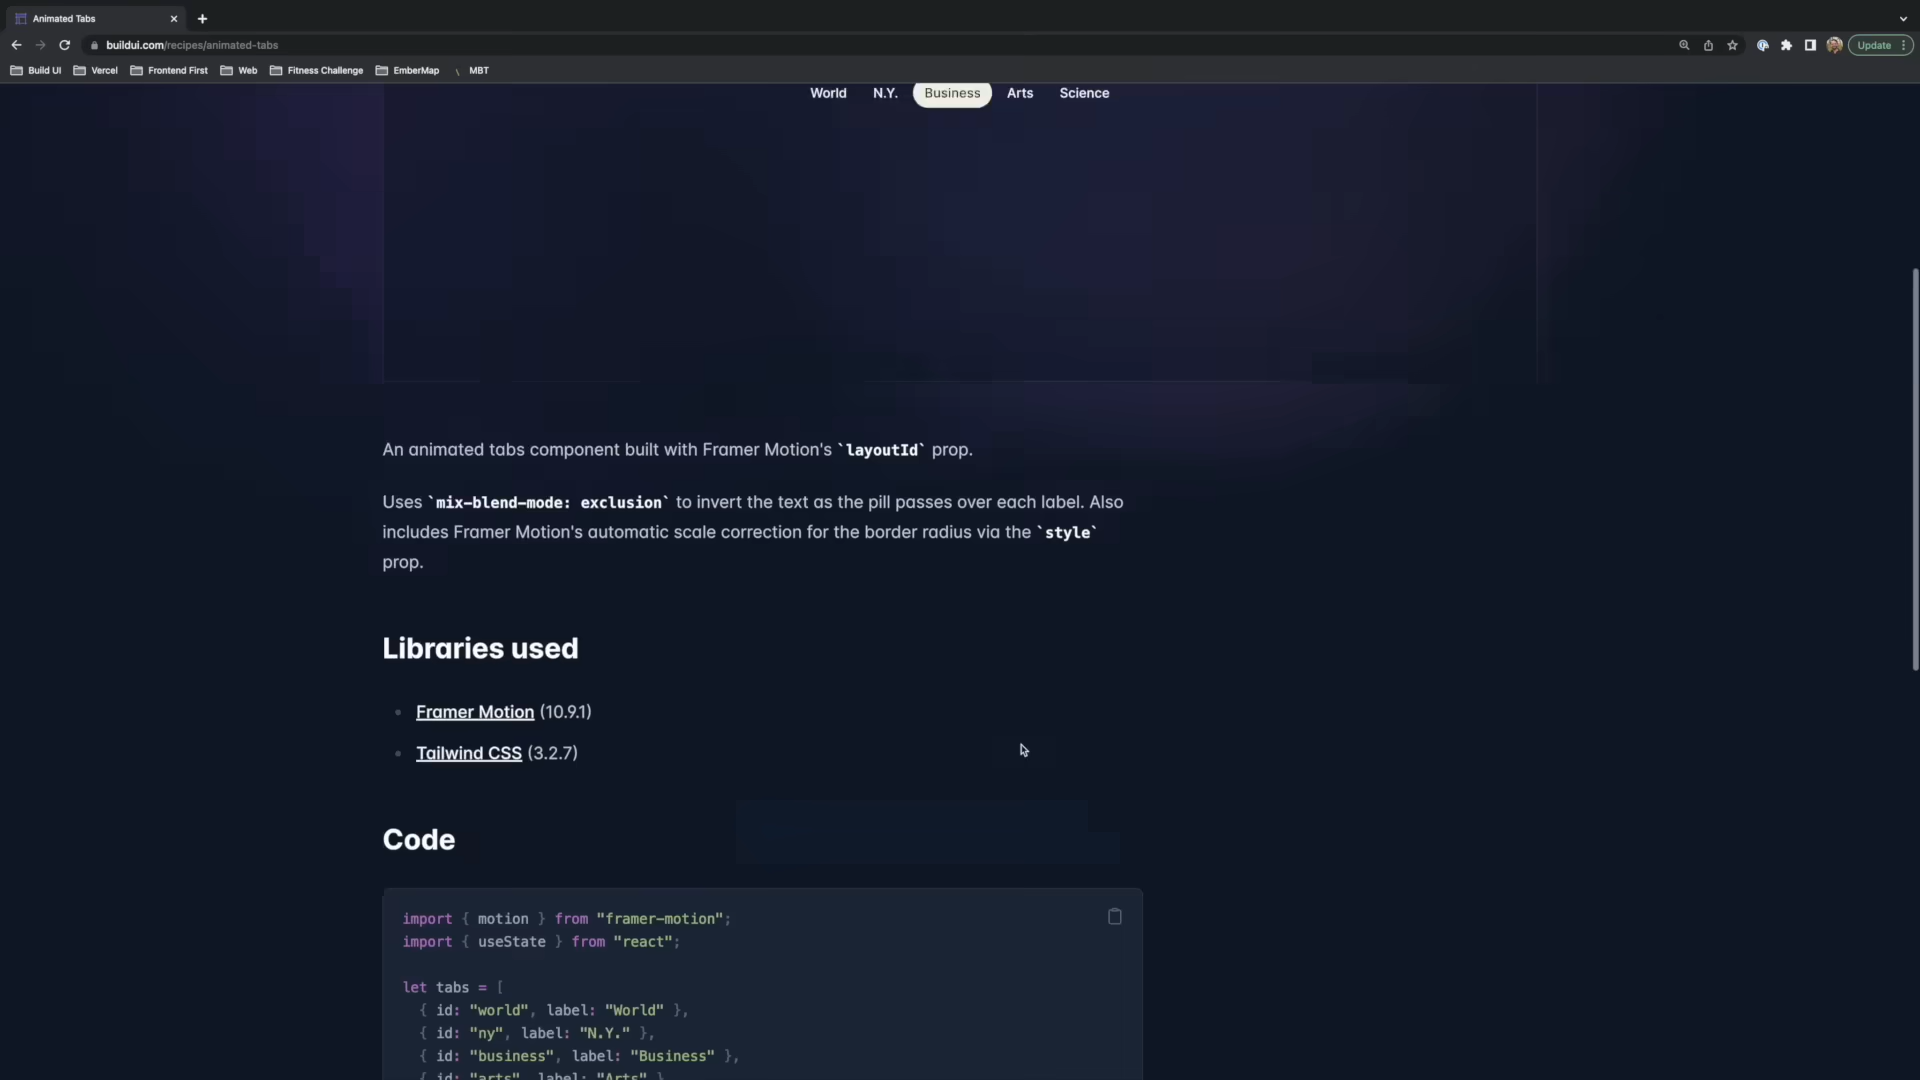 Animated Tabs
buildui.com/recipes/animated-tabs
Update
Build UI Vercel Frontend First Web Fitness Challenge EmberMap MBT
World N.Y. Business Arts Science
An animated tabs component built with Framer Motion's `layoutId` prop.
Uses `mix-blend-mode: exclusion` to invert the text as the pill passes over each label. Also
includes Framer Motion's automatic scale correction for the border radius via the `style`
prop.
Libraries used
Framer Motion (10.9.1)
Tailwind CSS (3.2.7)
Code
import { motion } from "framer-motion";
import { useState } from "react";
let tabs = [
{ id: "world", label: "World" },
{ id: "ny", label: "N.Y." },
{ id: "business", label: "Business" },
{ id: "arts", label: "Arts" }